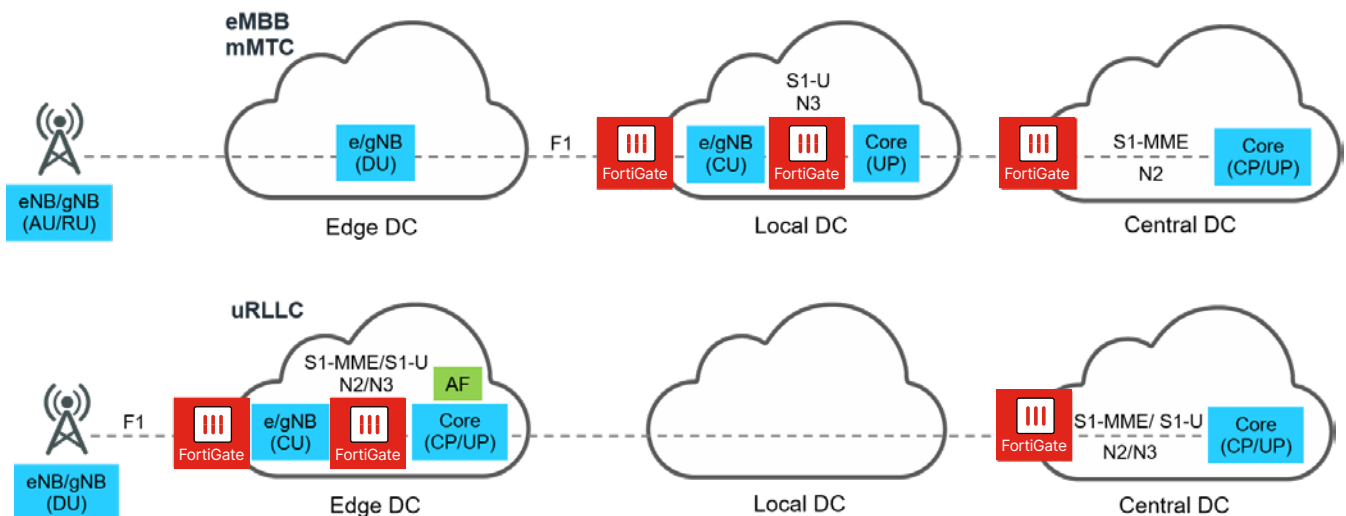 eMBB
mMTC
eNB/gNB
(AU/RU)
e/gNB
(DU)
Edge DC
F1
FortiGate
e/gNB
(CU)
S1-U
N3
FortiGate
Core
(UP)
Local DC
FortiGate
S1-MME
N2
Core
(CP/UP)
Central DC
uRLLC
eNB/gNB
(DU)
F1
FortiGate
e/gNB
(CU)
S1-MME/S1-U
N2/N3
FortiGate
AF
Core
(CP/UP)
Edge DC
Local DC
FortiGate
S1-MME/ S1-U
N2/N3
Core
(CP/UP)
Central DC